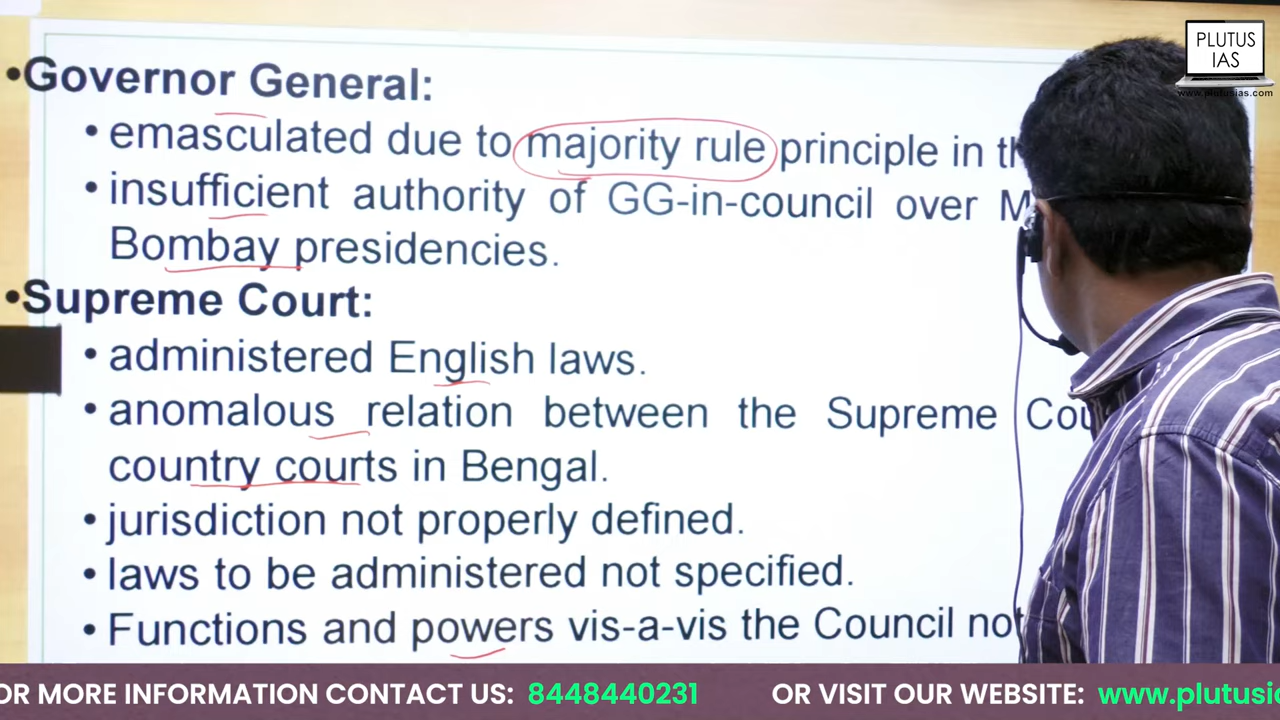 PLUTUS
IAS
www.plutusias.com
•Governor General:
• emasculated due to majority rule principle in
• insufficient authority of GG-in-council over
Bombay presidencies.
•Supreme Court:
• administered English laws.
• anomalous relation between the Supreme
country courts in Bengal.
• jurisdiction not properly defined.
• laws to be administered not specified.
• Functions and powers vis-a-vis the Council not
OR MORE INFORMATION CONTACT US: 8448440231 OR VISIT OUR WEBSITE: